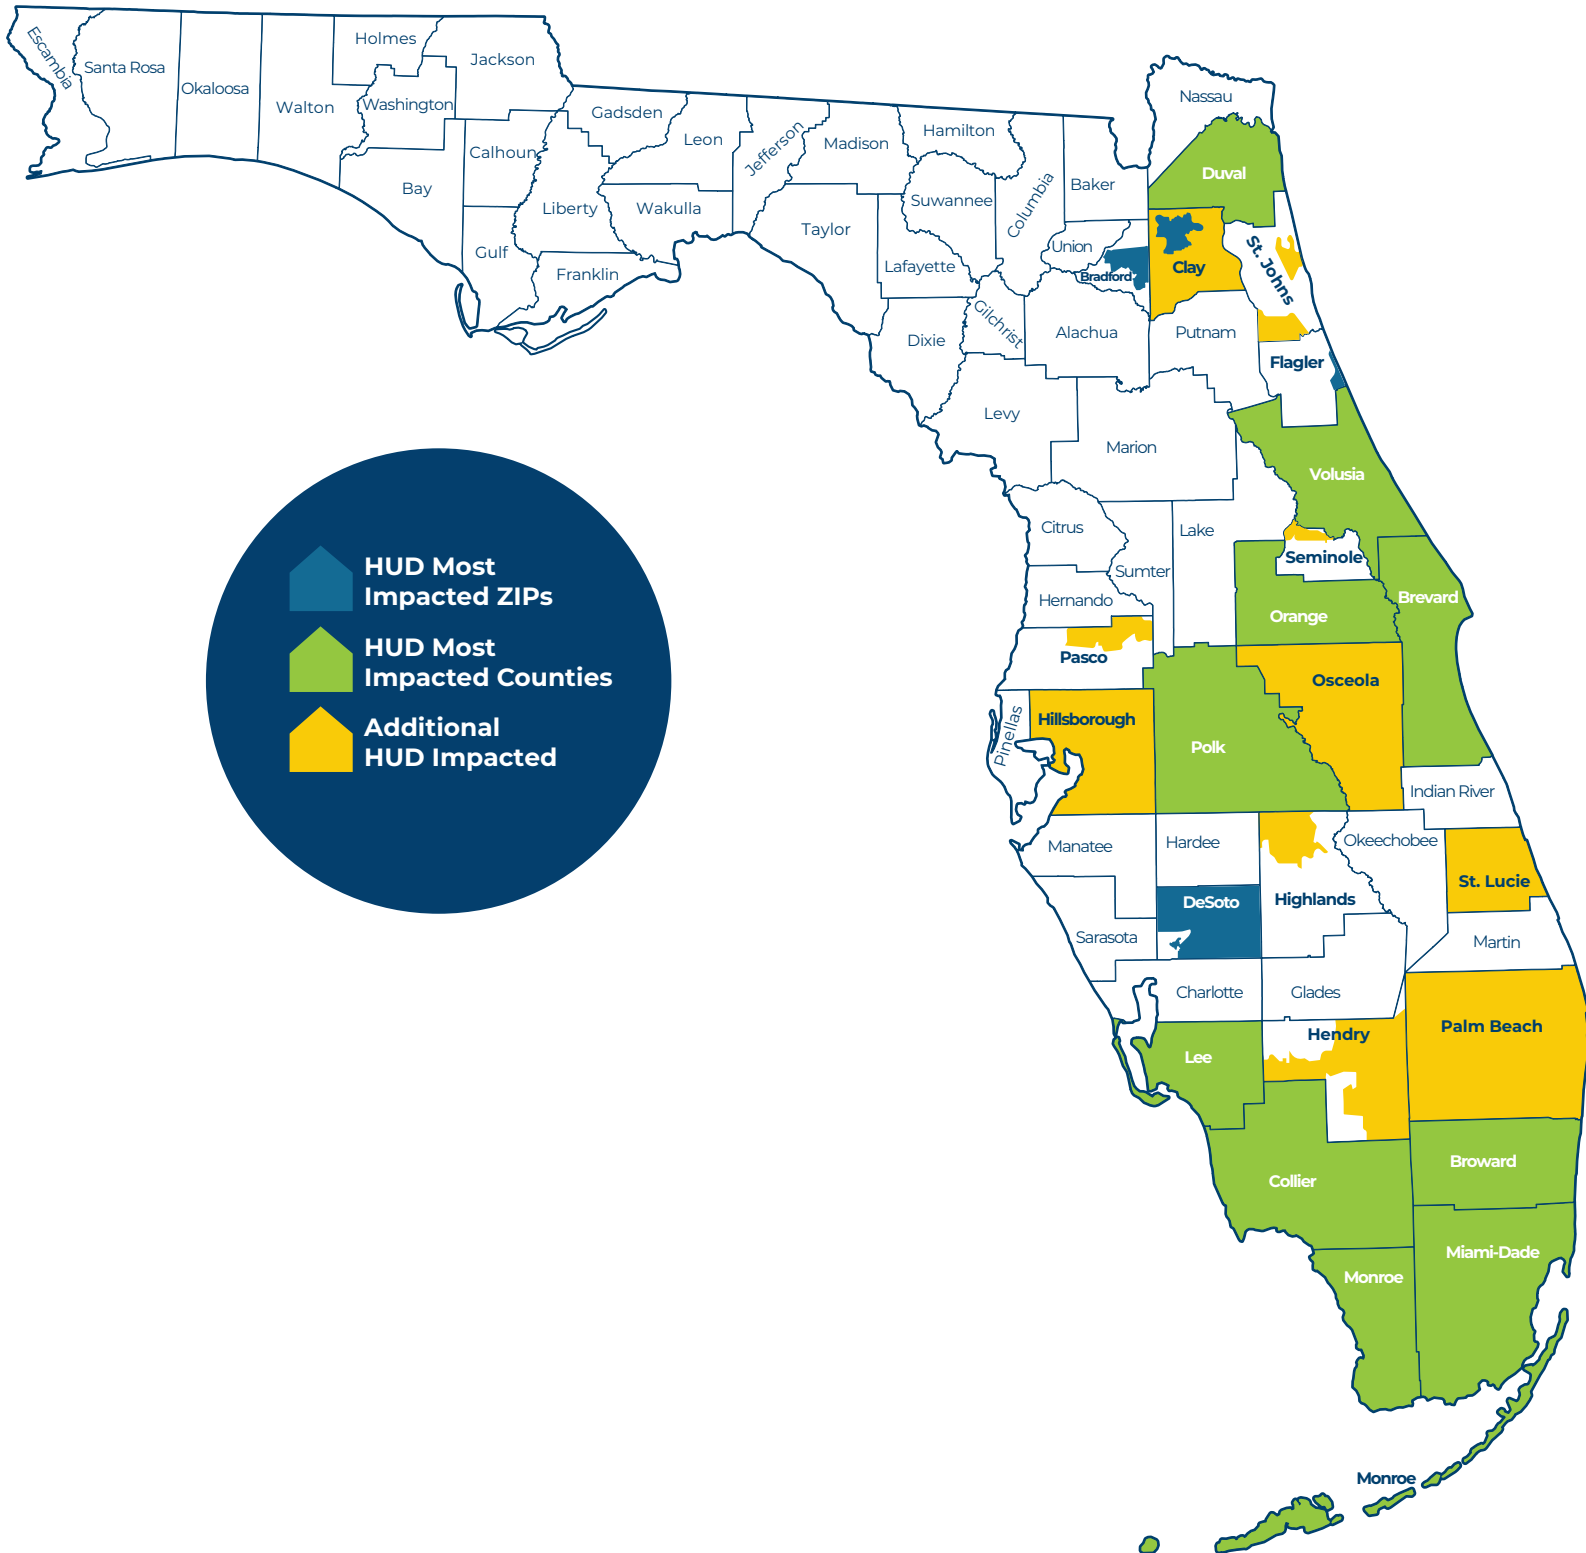 Escambia
Santa Rosa
Okaloosa
Walton
Holmes
Washington
Jackson
Bay
Calhoun
Gulf
Liberty
Gadsden
Franklin
Leon
Wakulla
Jefferson
Madison
Taylor
Hamilton
Suwannee
Lafayette
Columbia
Dixie
Gilchrist
Baker
Union
Bradford
Nassau
Duval
Clay
St. Johns
Alachua
Putnam
Flagler
Levy
Marion
Volusia
Citrus
Sumter
Lake
Seminole
Hernando
Orange
Brevard
Pasco
Osceola
Pinellas
Hillsborough
Polk
Indian River
Manatee
Hardee
Okeechobee
Highlands
St. Lucie
DeSoto
Sarasota
Martin
Charlotte
Glades
Lee
Hendry
Palm Beach
Collier
Broward
Monroe
Miami-Dade
Monroe
HUD Most
Impacted ZIPs
HUD Most
Impacted Counties
Additional
HUD Impacted